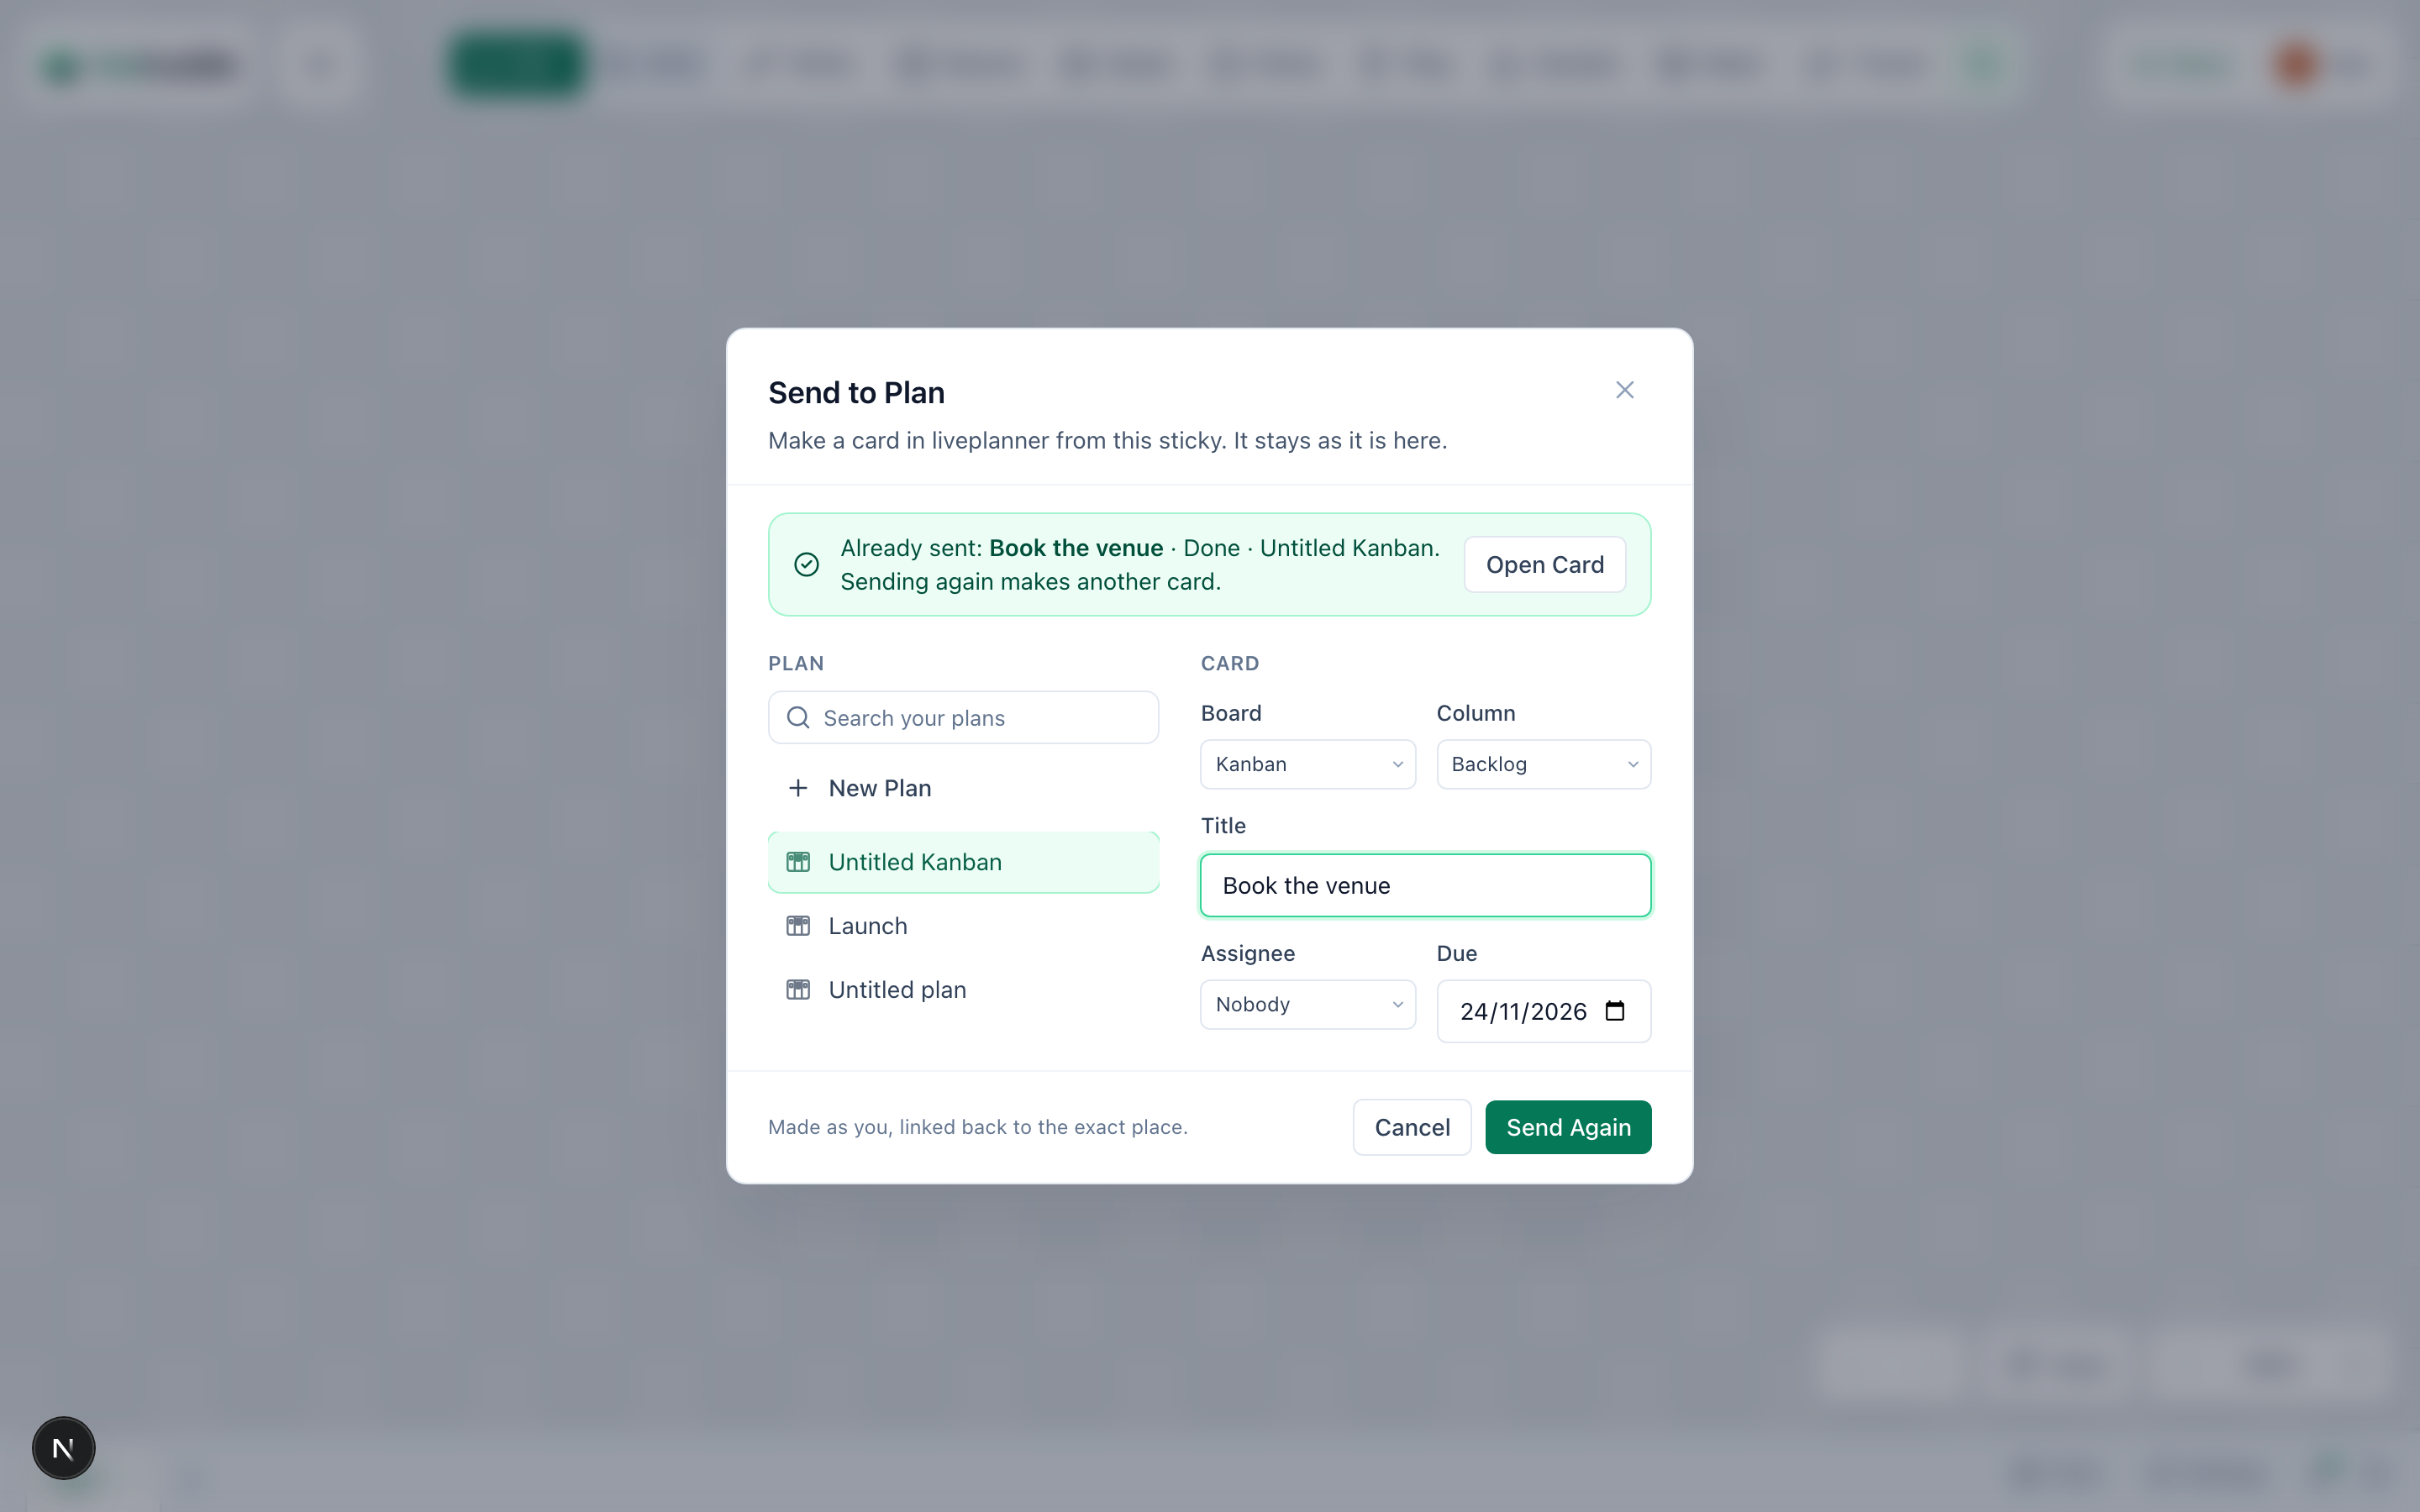 Send to Plan
Make a card in liveplanner from this sticky. It stays as it is here.
Already sent: Book the venue · Done · Untitled Kanban.
Sending again makes another card.
Open Card
PLAN
Search your plans
New Plan
Untitled Kanban
Launch
Untitled plan
CARD
Board
Column
Kanban
Backlog
Title
Book the venue
Assignee
Due
Nobody
24/11/2026
Made as you, linked back to the exact place.
Cancel
Send Again
N